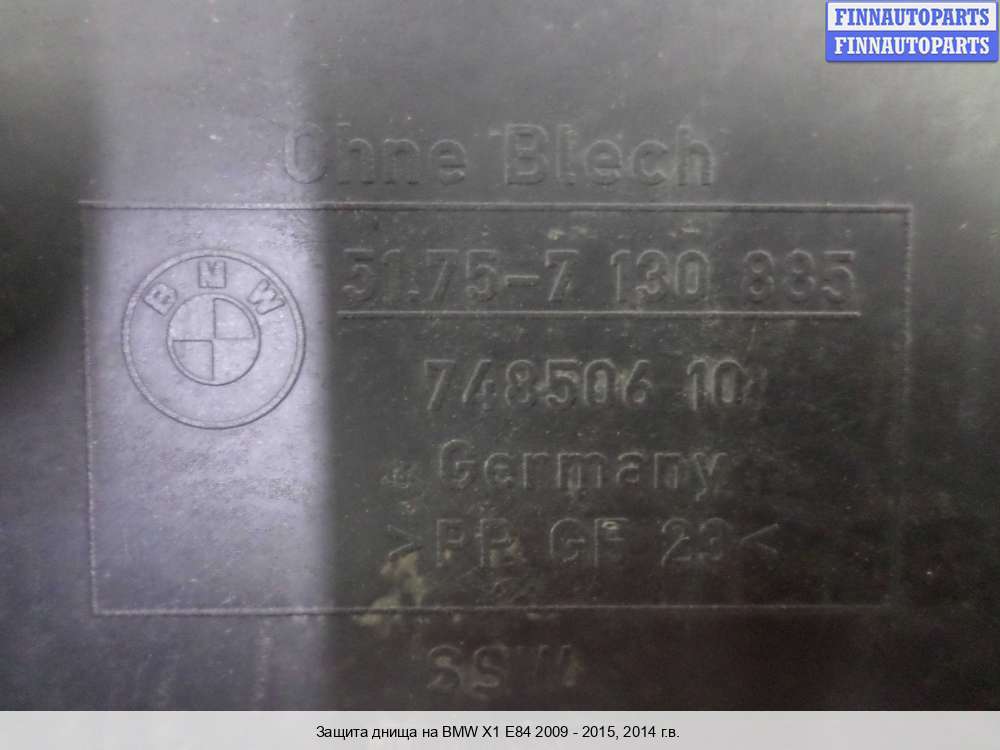 FINNAUTOPARTS
FINNAUTOPARTS
Ohne Blech
BMW
51.75-7 130 885
748506 10
Germany
>PP GF 23<
SSW
Защита днища на BMW X1 E84 2009 - 2015, 2014 г.в.